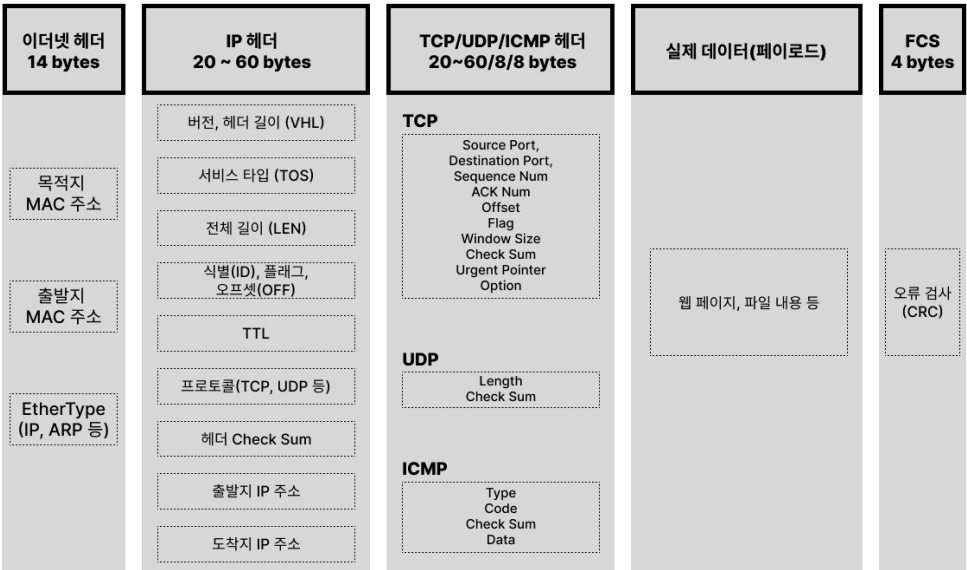 이더넷 헤더
14 bytes
목적지
MAC 주소
출발지
MAC 주소
EtherType
(IP, ARP 등)
IP 헤더
20 ~ 60 bytes
버전, 헤더 길이 (VHL)
서비스 타입 (TOS)
전체 길이 (LEN)
식별(ID), 플래그,
오프셋(OFF)
TTL
프로토콜(TCP, UDP 등)
헤더 Check Sum
출발지 IP 주소
도착지 IP 주소
TCP/UDP/ICMP 헤더
20~60/8/8 bytes
TCP
Source Port,
Destination Port,
Sequence Num
ACK Num
Offset
Flag
Window Size
Check Sum
Urgent Pointer
Option
UDP
Length
Check Sum
ICMP
Type
Code
Check Sum
Data
실제 데이터(페이로드)
웹 페이지, 파일 내용 등
FCS
4 bytes
오류 검사
(CRC)